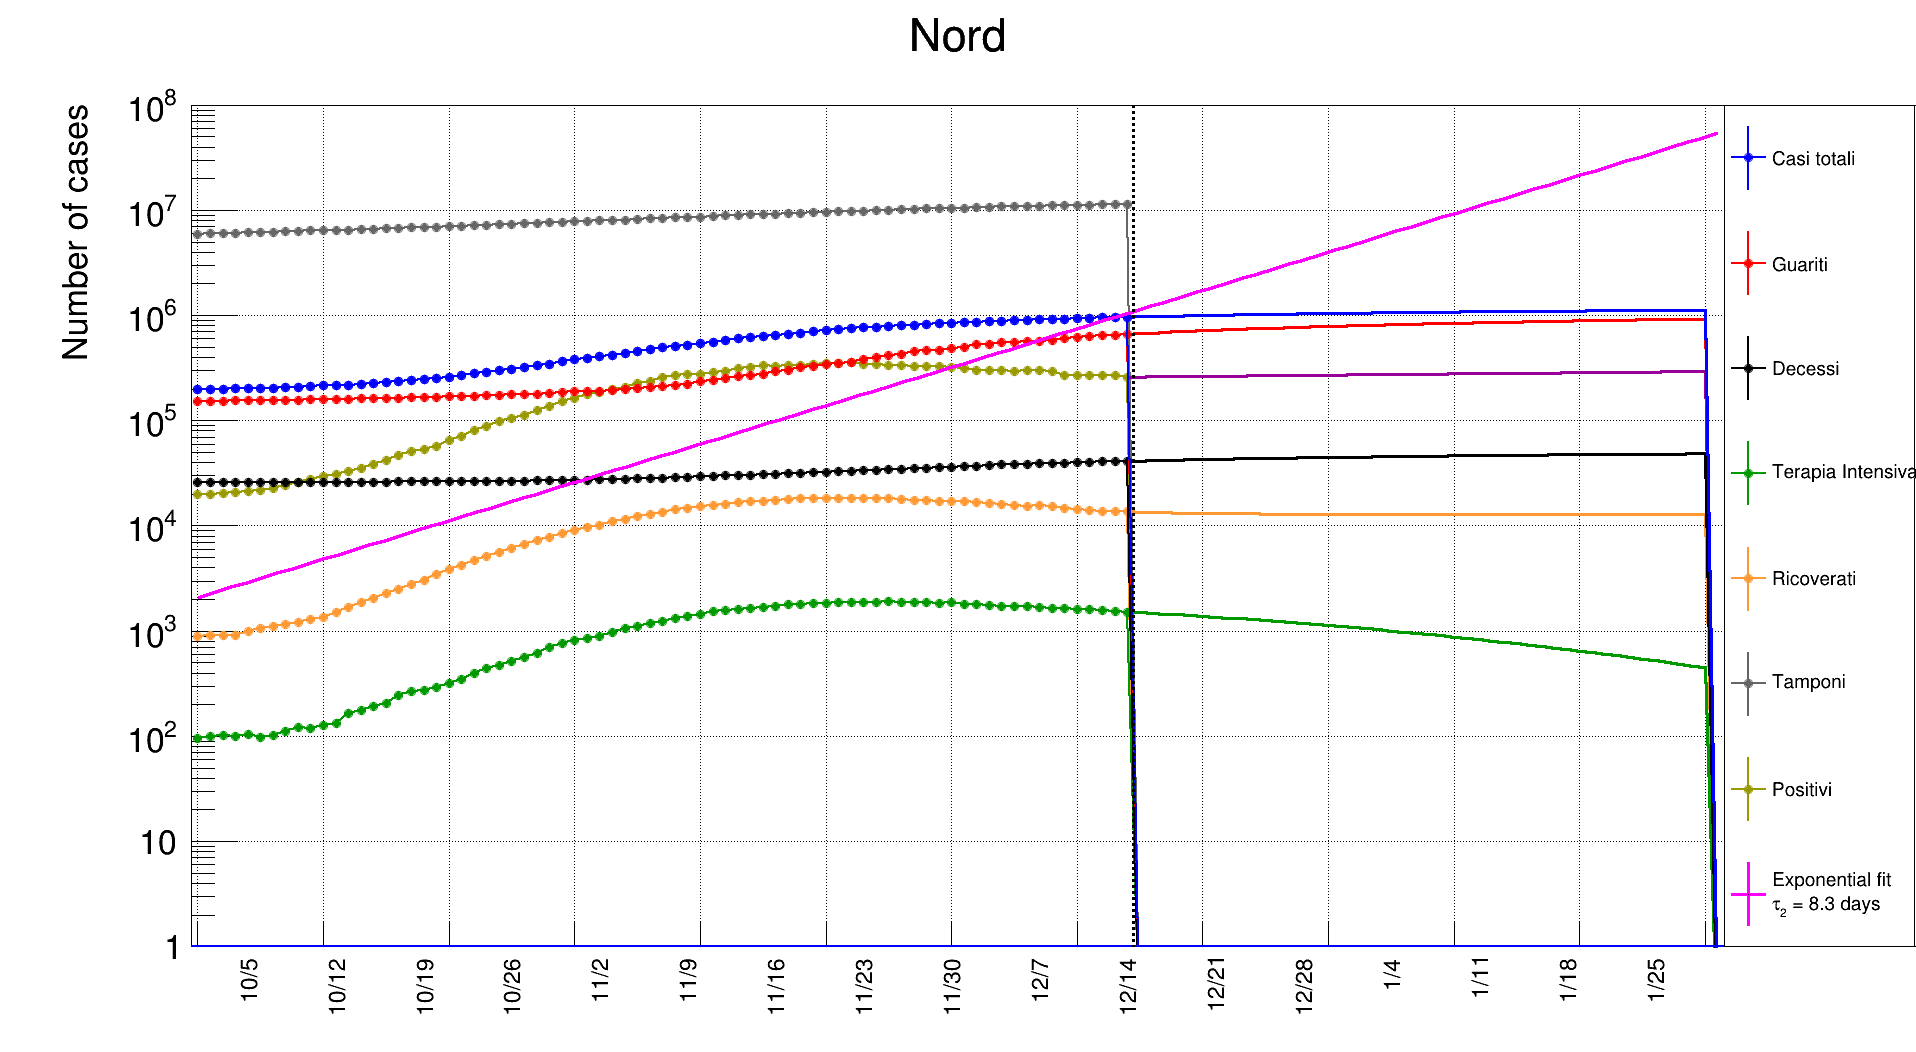 Nord
Number of cases
10^8
10^7
10^6
10^5
10^4
10^3
10^2
10
1
10/5
10/12
10/19
10/26
11/2
11/9
11/16
11/23
11/30
12/7
12/14
12/21
12/28
1/4
1/11
1/18
1/25
Casi totali
Guariti
Decessi
Terapia Intensiva
Ricoverati
Tamponi
Positivi
Exponential fit
τ₂ = 8.3 days